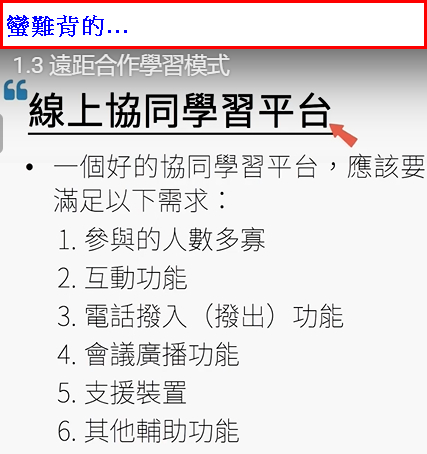 蠻難背的...
1.3 遠距合作學習模式
“線上協同學習平台
• 一個好的協同學習平台，應該要
滿足以下需求：
1. 參與的人數多寡
2. 互動功能
3. 電話撥入（撥出）功能
4. 會議廣播功能
5. 支援裝置
6. 其他輔助功能